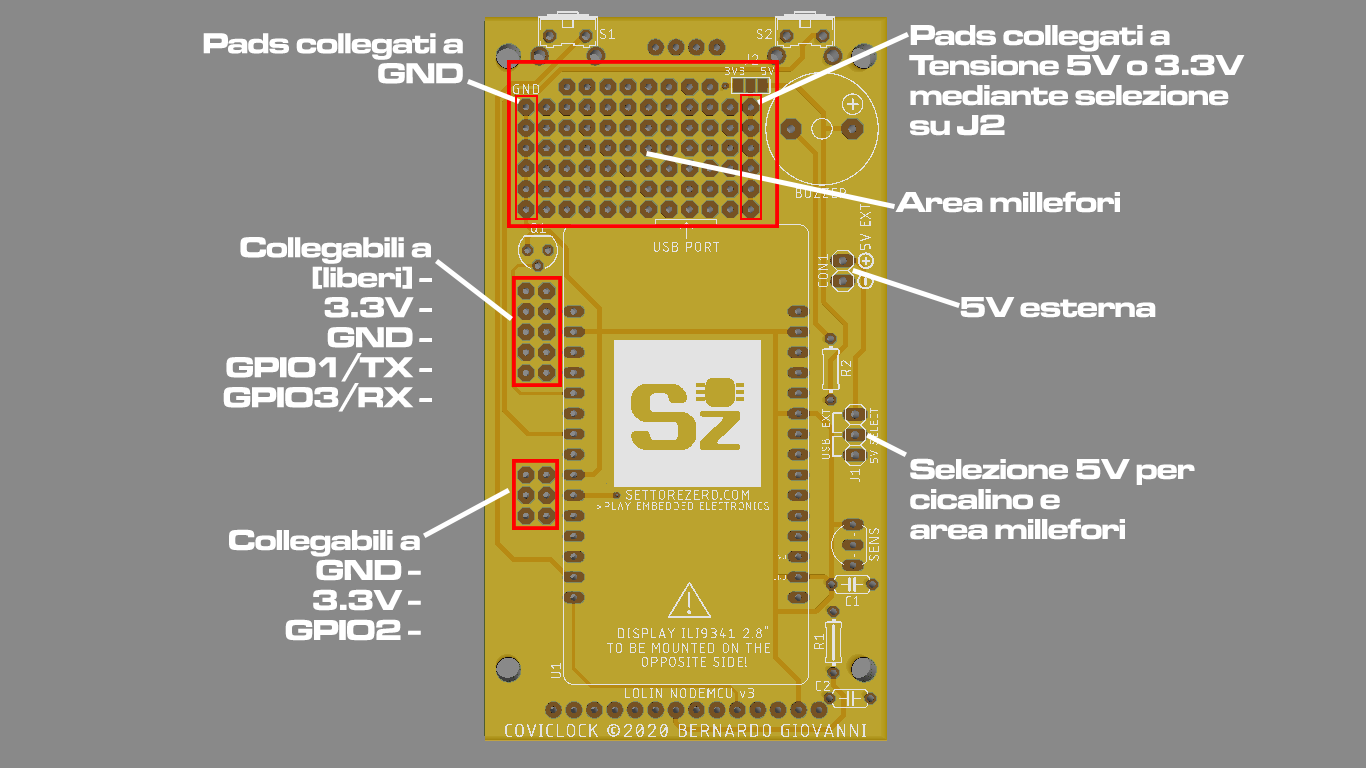 Pads collegati a
GND
Pads collegati a
Tensione 5V o 3.3V
mediante selezione
su J2
Area millefori
Collegabili a
[liberi] -
3.3V -
GND -
GPIO1/TX -
GPIO3/RX -
5V esterna
Selezione 5V per
cicalino e
area millefori
Collegabili a
GND -
3.3V -
GPIO2 -
S1
S2
J2
3V3 5V
GND
BUZZER
Q1
USB PORT
CON1
5V EXT
R2
USB EXT
5V SELECT
J1
Sz
SETTOREZERO.COM
>PLAY EMBEDDED ELECTRONICS
SENS
C1
R1
DISPLAY ILI9341 2.8"
TO BE MOUNTED ON THE
OPPOSITE SIDE!
U1
C2
LOLIN NODEMCU v3
COVICLOCK ©2020 BERNARDO GIOVANNI